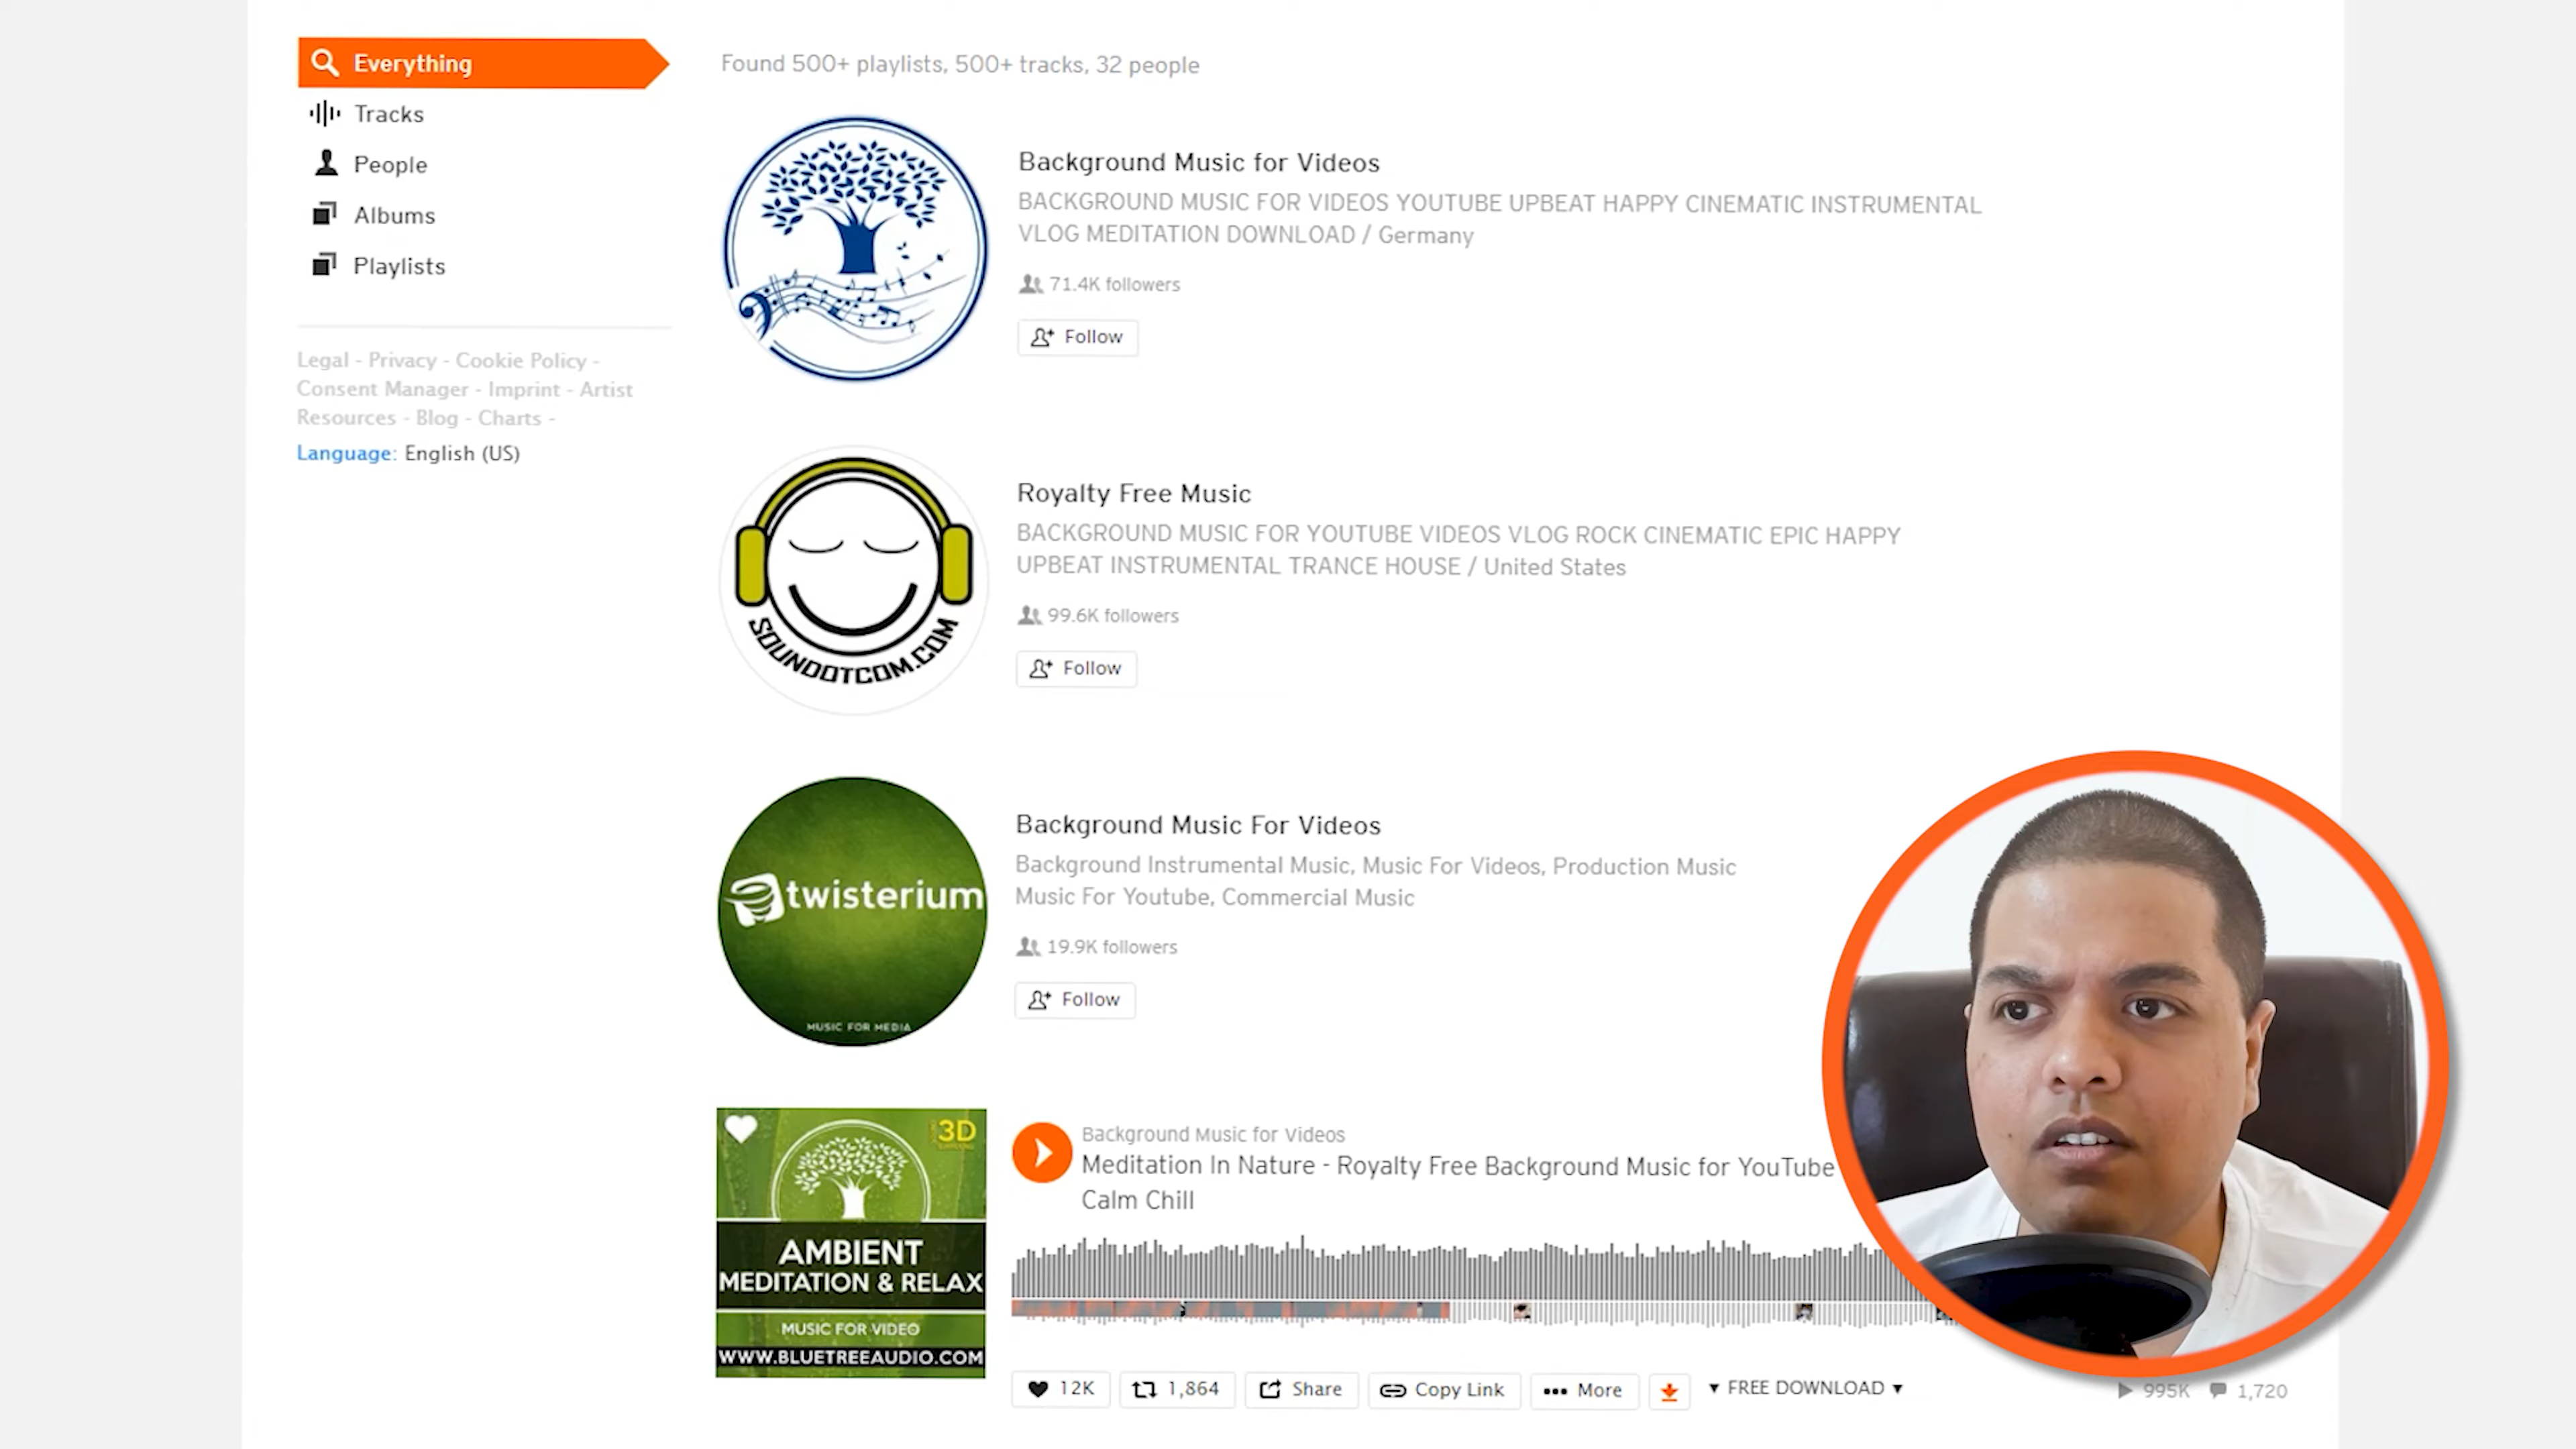 Everything
Tracks
People
Albums
Playlists
Legal - Privacy - Cookie Policy -
Consent Manager - Imprint - Artist
Resources - Blog - Charts -
Language: English (US)
Found 500+ playlists, 500+ tracks, 32 people
Background Music for Videos
BACKGROUND MUSIC FOR VIDEOS YOUTUBE UPBEAT HAPPY CINEMATIC INSTRUMENTAL
VLOG MEDITATION DOWNLOAD / Germany
71.4K followers
Follow
SOUNDOTCOM.COM
Royalty Free Music
BACKGROUND MUSIC FOR YOUTUBE VIDEOS VLOG ROCK CINEMATIC EPIC HAPPY
UPBEAT INSTRUMENTAL TRANCE HOUSE / United States
99.6K followers
Follow
twisterium
MUSIC FOR MEDIA
Background Music For Videos
Background Instrumental Music, Music For Videos, Production Music
Music For Youtube, Commercial Music
19.9K followers
Follow
3D
AMBIENT
MEDITATION & RELAX
MUSIC FOR VIDEO
WWW.BLUETREEAUDIO.COM
Background Music for Videos
Meditation In Nature - Royalty Free Background Music for YouTube
Calm Chill
12K
1,864
Share
Copy Link
More
FREE DOWNLOAD
995K
1,720